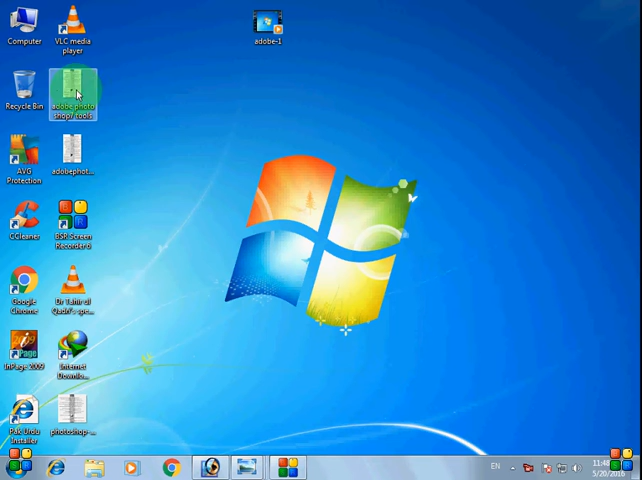 Computer
VLC media
player
adobe-1
Recycle Bin
adobe photo
shop7 tools
AVG
Protection
adobephot...
CCleaner
BSR Screen
Recorder 6
Google
Chrome
Dr Tahir ul
Qadri's spe...
InPage 2009
Internet
Downlo...
Pak Urdu
Installer
photoshop-...
EN
5/20/2016